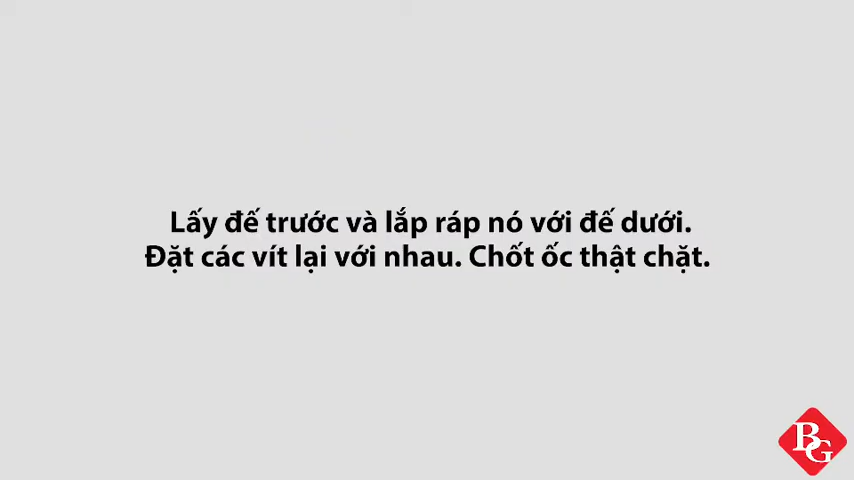 Lấy đế trước và lắp ráp nó với đế dưới.
Đặt các vít lại với nhau. Chốt ốc thật chặt.
BG